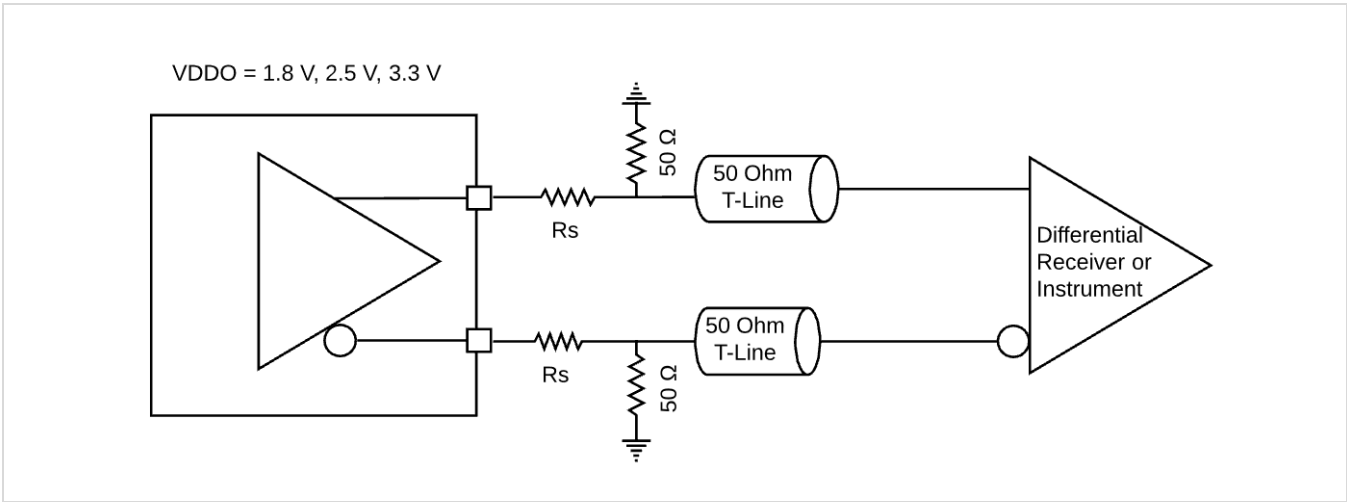 VDDO = 1.8 V, 2.5 V, 3.3 V
50 Ω
50 Ohm
T-Line
Rs
Differential
Receiver or
Instrument
50 Ohm
T-Line
Rs
50 Ω